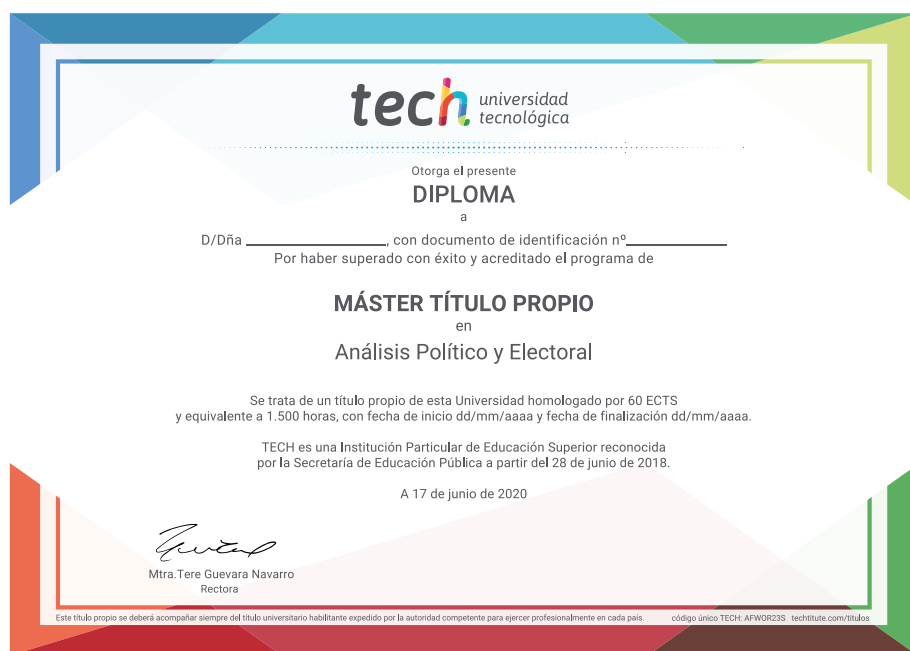 tech universidad
tecnológica
Otorga el presente
DIPLOMA
a
D/Dña ________________, con documento de identificación nº____________
Por haber superado con éxito y acreditado el programa de
MÁSTER TÍTULO PROPIO
en
Análisis Político y Electoral
Se trata de un título propio de esta Universidad homologado por 60 ECTS
y equivalente a 1.500 horas, con fecha de inicio dd/mm/aaaa y fecha de finalización dd/mm/aaaa.
TECH es una Institución Particular de Educación Superior reconocida
por la Secretaría de Educación Pública a partir del 28 de junio de 2018.
A 17 de junio de 2020
Mtra.Tere Guevara Navarro
Rectora
Este título propio se deberá acompañar siempre del título universitario habilitante expedido por la autoridad competente para ejercer profesionalmente en cada país. código único TECH: AFWOR23S techtitute.com/titulos